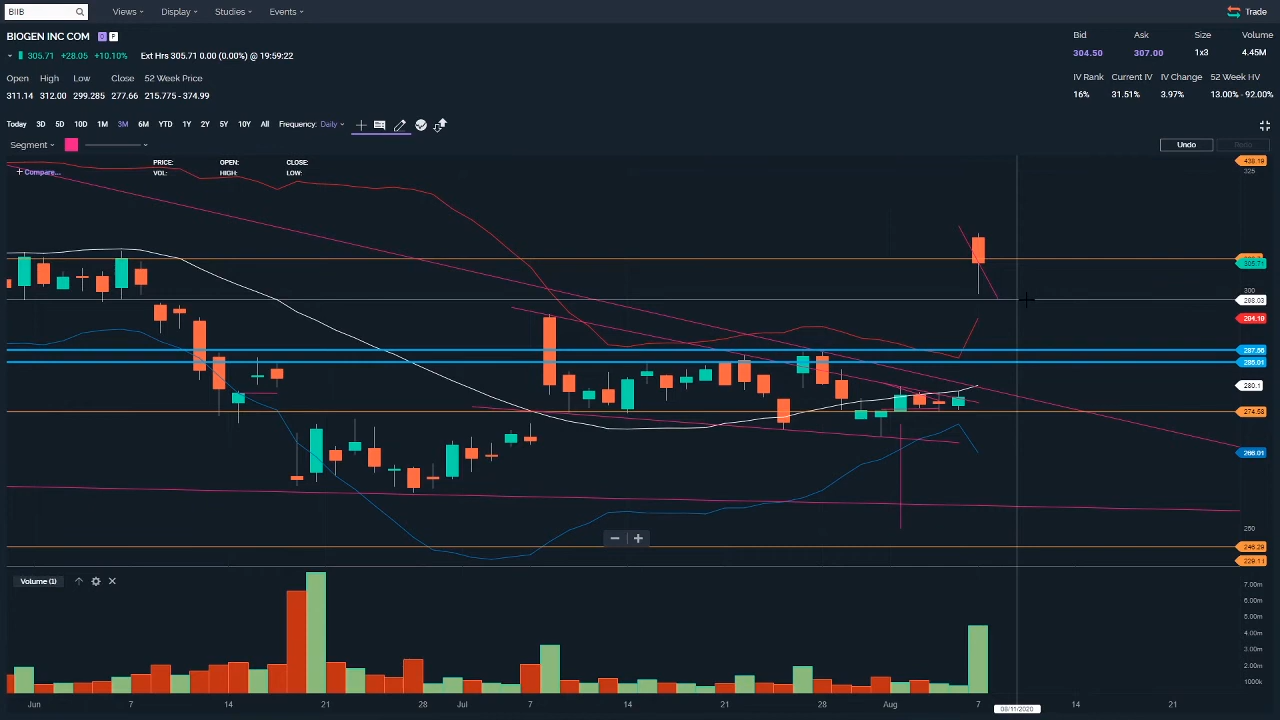 BIIB
Views
Display
Studies
Events
Trade
BIOGEN INC COM D P
305.71 +28.05 +10.10% Ext Hrs 305.71 0.00 (0.00%) @ 19:59:22
Open High Low Close 52 Week Price
311.14 312.00 299.285 277.66 215.775 - 374.99
Bid Ask Size Volume
304.50 307.00 1x3 4.45M
IV Rank Current IV IV Change 52 Week HV
16% 31.51% 3.97% 13.00% - 92.00%
Today 3D 5D 10D 1M 3M 6M YTD 1Y 2Y 5Y 10Y All Frequency: Daily
Segment
Undo Redo
PRICE: OPEN: CLOSE:
VOL: HIGH: LOW:
+ Compare...
438.19
325
305.71
300
298.03
294.19
287.56
285.01
280.1
274.58
266.01
250
246.29
229.11
Volume (1)
7.00m
6.00m
5.00m
4.00m
3.00m
2.00m
1000k
Jun 7 14 21 28 Jul 7 14 21 28 Aug 7 08/11/2020 14 21